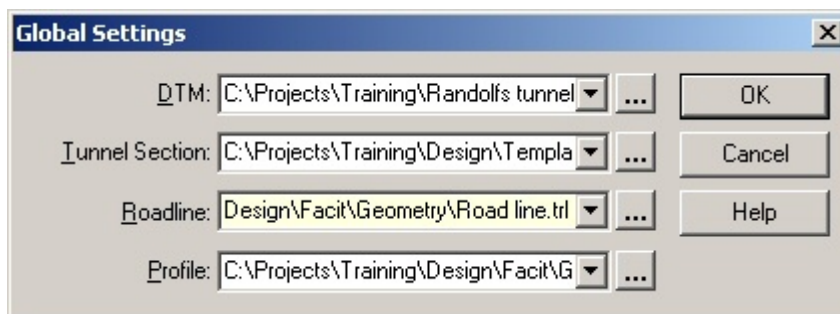 Global Settings
DTM: C:\Projects\Training\Randolfs tunnel ... OK
Tunnel Section: C:\Projects\Training\Design\Templa ... Cancel
Roadline: Design\Facit\Geometry\Road line.trl ... Help
Profile: C:\Projects\Training\Design\Facit\G ...